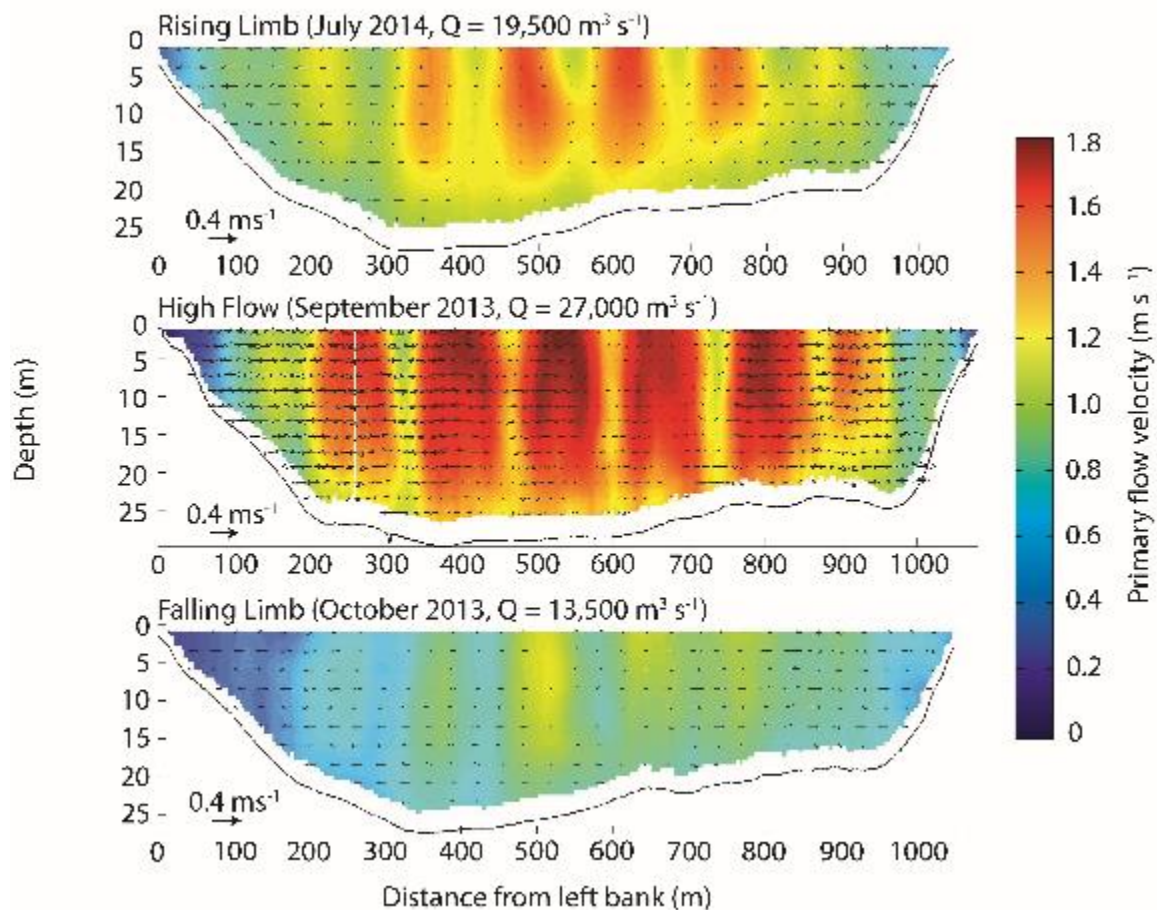 Rising Limb (July 2014, Q = 19,500 m³ s⁻¹)
0
5
10
15
20
25
0.4 ms⁻¹
0 100 200 300 400 500 600 700 800 900 1000
High Flow (September 2013, Q = 27,000 m³ s⁻¹)
0
5
10
15
20
25
0.4 ms⁻¹
0 100 200 300 400 500 600 700 800 900 1000
Falling Limb (October 2013, Q = 13,500 m³ s⁻¹)
0
5
10
15
20
25
0.4 ms⁻¹
0 100 200 300 400 500 600 700 800 900 1000
Distance from left bank (m)
Depth (m)
1.8
1.6
1.4
1.2
1.0
0.8
0.6
0.4
0.2
0
Primary flow velocity (m s⁻¹)